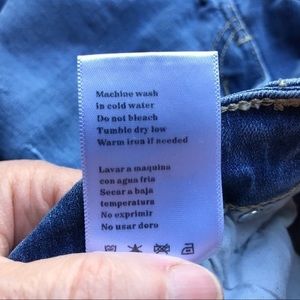 Machine wash
in cold water
Do not bleach
Tumble dry low
Warm iron if needed
Lavar a maquina
con agua fria
Secar a baja
temperatura
No exprimir
No usar doro